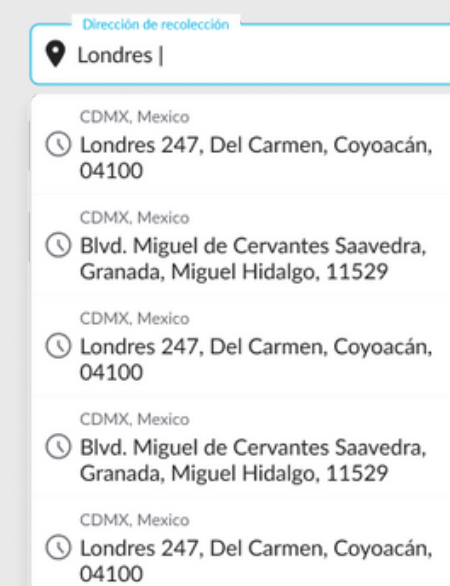 Dirección de recolección
Londres
CDMX, Mexico
Londres 247, Del Carmen, Coyoacán,
04100
CDMX, Mexico
Blvd. Miguel de Cervantes Saavedra,
Granada, Miguel Hidalgo, 11529
CDMX, Mexico
Londres 247, Del Carmen, Coyoacán,
04100
CDMX, Mexico
Blvd. Miguel de Cervantes Saavedra,
Granada, Miguel Hidalgo, 11529
CDMX, Mexico
Londres 247, Del Carmen, Coyoacán,
04100